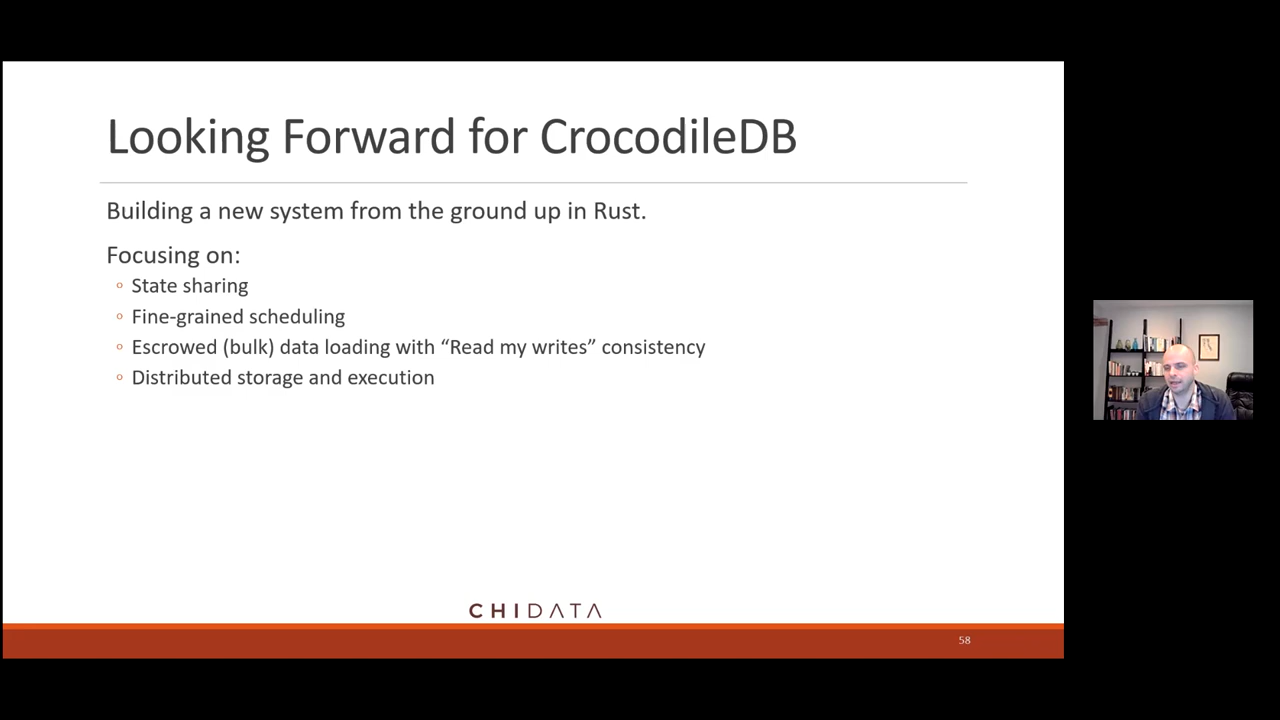 Looking Forward for CrocodileDB
Building a new system from the ground up in Rust.
Focusing on:
State sharing
Fine-grained scheduling
Escrowed (bulk) data loading with “Read my writes” consistency
Distributed storage and execution
CHIDATA
58